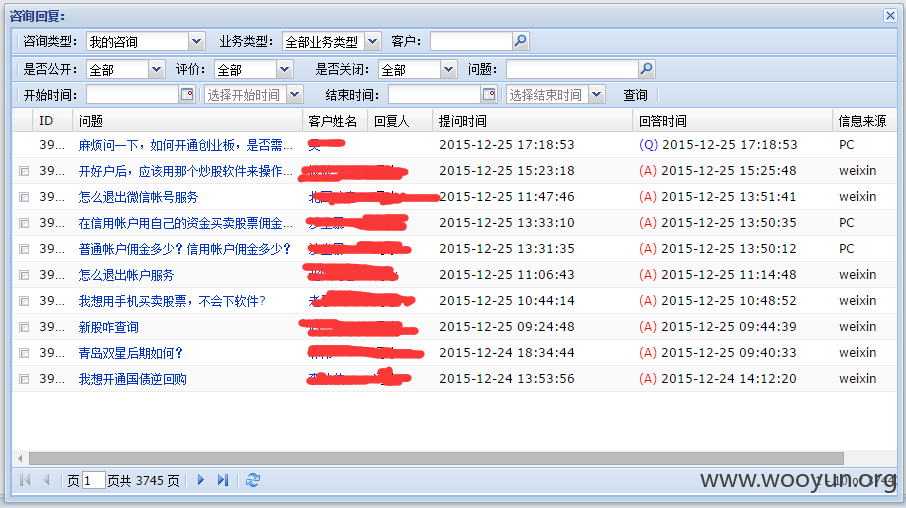 咨询回复:
咨询类型: 我的咨询 业务类型: 全部业务类型 客户:
是否公开: 全部 评价: 全部 是否关闭: 全部 问题:
开始时间: 选择开始时间 结束时间: 选择结束时间 查询
ID 问题 客户姓名 回复人 提问时间 回答时间 信息来源
39... 麻烦问一下，如何开通创业板，是否需... 2015-12-25 17:18:53 (Q) 2015-12-25 17:18:53 PC
39... 开好户后，应该用那个炒股软件来操作... 2015-12-25 15:23:18 (A) 2015-12-25 15:25:48 weixin
39... 怎么退出微信帐号服务 2015-12-25 11:47:46 (A) 2015-12-25 13:51:41 weixin
39... 在信用帐户用自己的资金买卖股票佣金... 2015-12-25 13:33:10 (A) 2015-12-25 13:50:35 PC
39... 普通帐户佣金多少？信用帐户佣金多少？ 2015-12-25 13:31:35 (A) 2015-12-25 13:50:12 PC
39... 怎么退出帐户服务 2015-12-25 11:06:43 (A) 2015-12-25 11:14:48 weixin
39... 我想用手机买卖股票，不会下软件？ 2015-12-25 10:44:14 (A) 2015-12-25 10:48:52 weixin
39... 新股咋查询 2015-12-25 09:24:48 (A) 2015-12-25 09:44:39 weixin
39... 青岛双星后期如何？ 2015-12-24 18:34:44 (A) 2015-12-25 09:40:33 weixin
39... 我想开通国债逆回购 2015-12-24 13:53:56 (A) 2015-12-24 14:12:20 weixin
页 1 页共 3745 页
www.wooyun.org